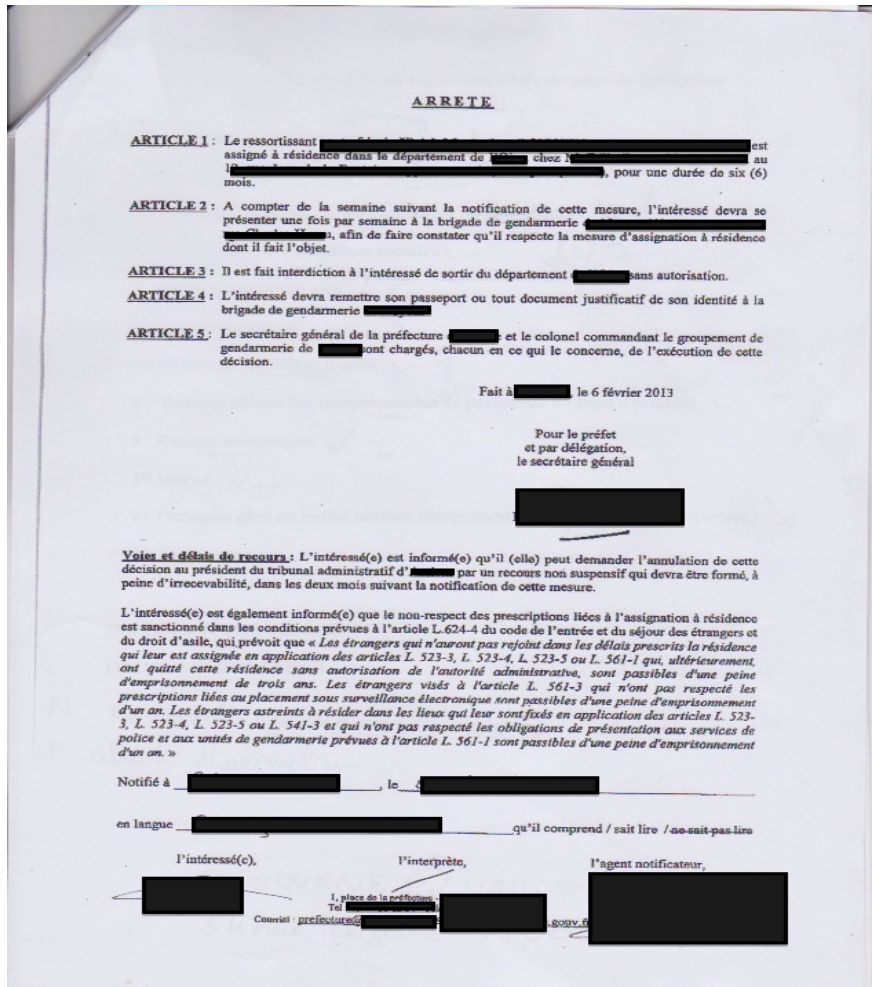 ARRETE
ARTICLE 1 : Le ressortissant est
assigné à résidence dans le département de chez au
, pour une durée de six (6)
mois.
ARTICLE 2 : A compter de la semaine suivant la notification de cette mesure, l'intéressé devra se
présenter une fois par semaine à la brigade de gendarmerie
, afin de faire constater qu'il respecte la mesure d'assignation à résidence
dont il fait l'objet.
ARTICLE 3 : Il est fait interdiction à l'intéressé de sortir du département sans autorisation.
ARTICLE 4 : L'intéressé devra remettre son passeport ou tout document justificatif de son identité à la
brigade de gendarmerie
ARTICLE 5 : Le secrétaire général de la préfecture et le colonel commandant le groupement de
gendarmerie de sont chargés, chacun en ce qui le concerne, de l'exécution de cette
décision.
Fait à , le 6 février 2013
Pour le préfet
et par délégation,
le secrétaire général
Voies et délais de recours : L'intéressé(e) est informé(e) qu'il (elle) peut demander l'annulation de cette
décision au président du tribunal administratif d' par un recours non suspensif qui devra être formé, à
peine d'irrecevabilité, dans les deux mois suivant la notification de cette mesure.
L'intéressé(e) est également informé(e) que le non-respect des prescriptions liées à l'assignation à résidence
est sanctionné dans les conditions prévues à l'article L.624-4 du code de l'entrée et du séjour des étrangers et
du droit d'asile, qui prévoit que « Les étrangers qui n'auront pas rejoint dans les délais prescrits la résidence
qui leur est assignée en application des articles L. 523-3, L. 523-4, L. 523-5 ou L. 561-1 qui, ultérieurement,
ont quitté cette résidence sans autorisation de l'autorité administrative, sont passibles d'une peine
d'emprisonnement de trois ans. Les étrangers visés à l'article L. 561-3 qui n'ont pas respecté les
prescriptions liées au placement sous surveillance électronique sont passibles d'une peine d'emprisonnement
d'un an. Les étrangers astreints à résider dans les lieux qui leur sont fixés en application des articles L. 523-
3, L. 523-4, L. 523-5 ou L. 541-3 et qui n'ont pas respecté les obligations de présentation aux services de
police et aux unités de gendarmerie prévues à l'article L. 561-1 sont passibles d'une peine d'emprisonnement
d'un an. »
Notifié à , le
en langue qu'il comprend / sait lire / ne sait pas lire
l'intéressé(e), l'interprète, l'agent notificateur,
1, place de la préfecture -
Tel
Courriel : prefecture@ .gouv.f